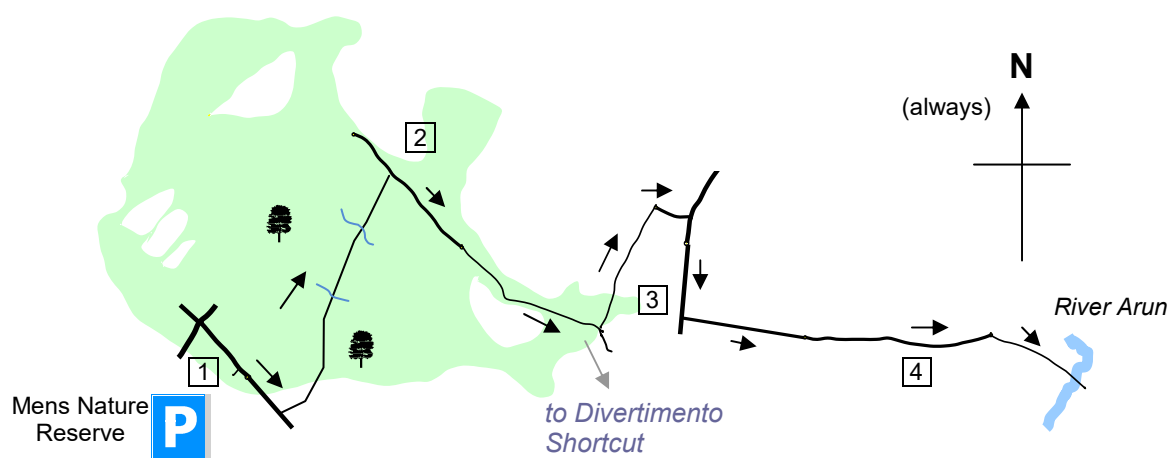 N
(always)
2
3
River Arun
1
4
Mens Nature
Reserve
P
to Divertimento
Shortcut